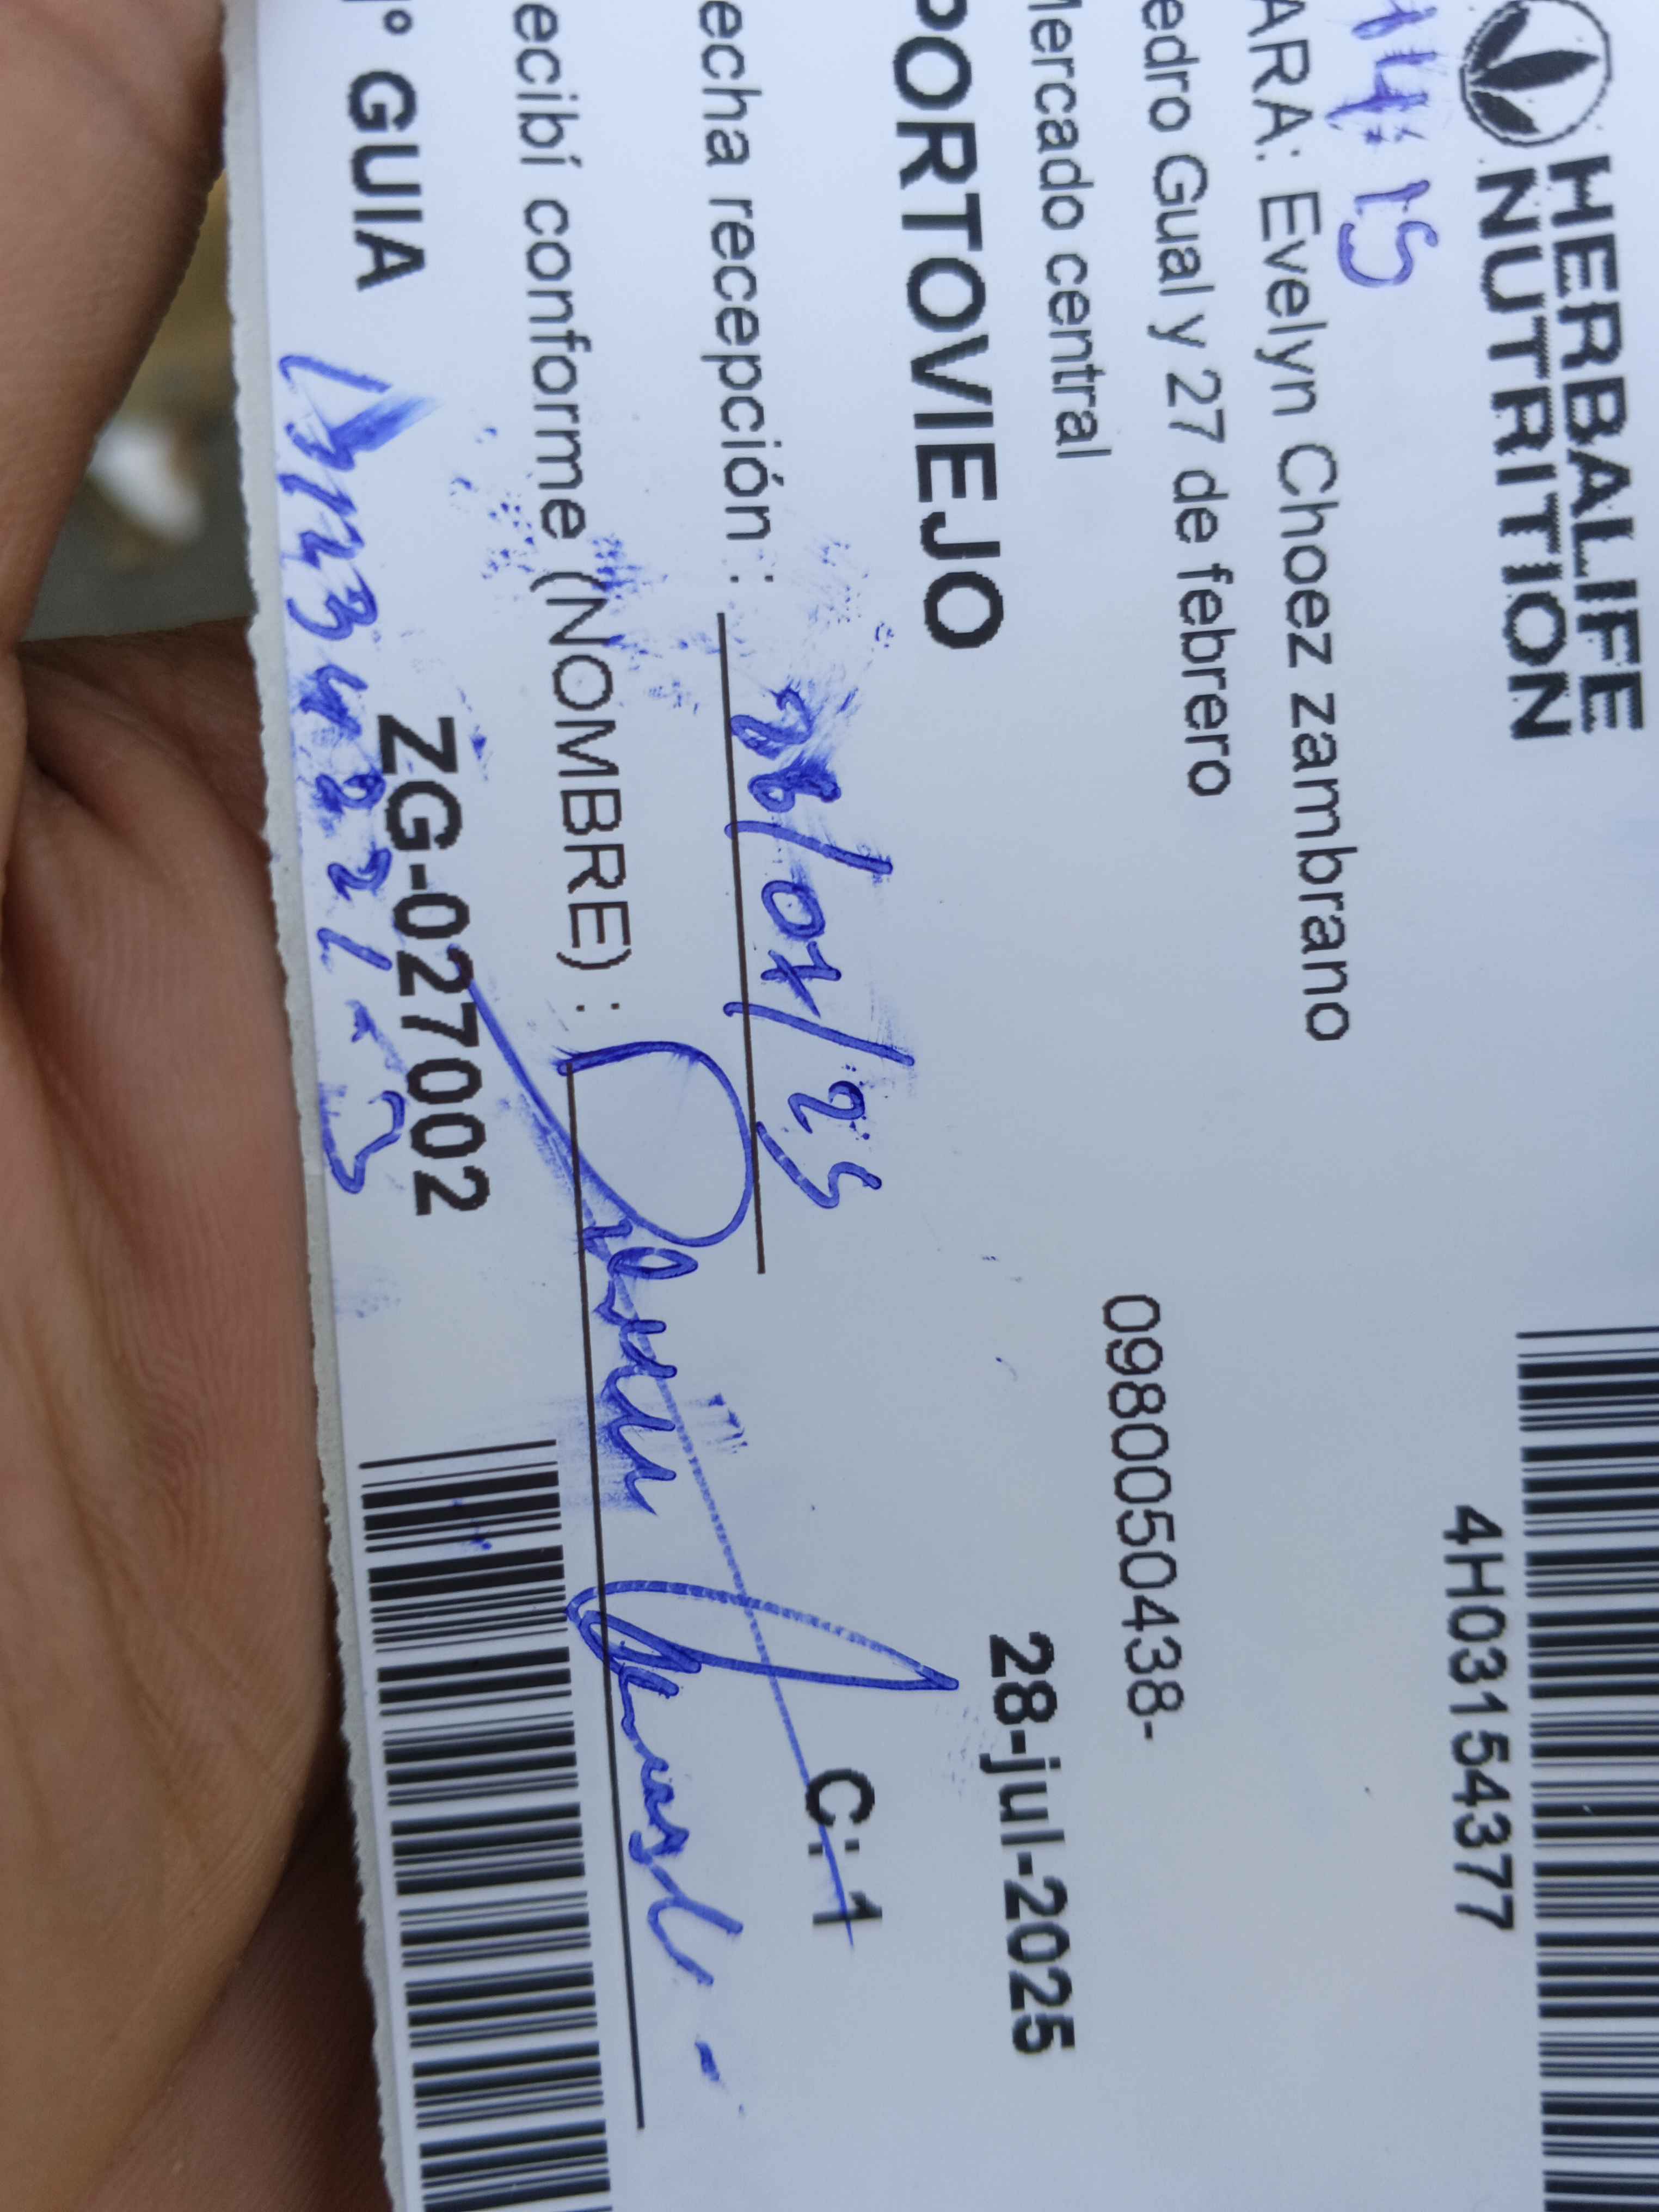 HERBALIFE
NUTRITION
4H03154377
14:15
ARA: Evelyn Choez zambrano
edro Gual y 27 de febrero
Mercado central
0980050438-
PORTOVIEJO
28-jul-2025
echa recepción : 28/07/25
C: 1
ecibí conforme (NOMBRE) :
N° GUIA ZG-027002